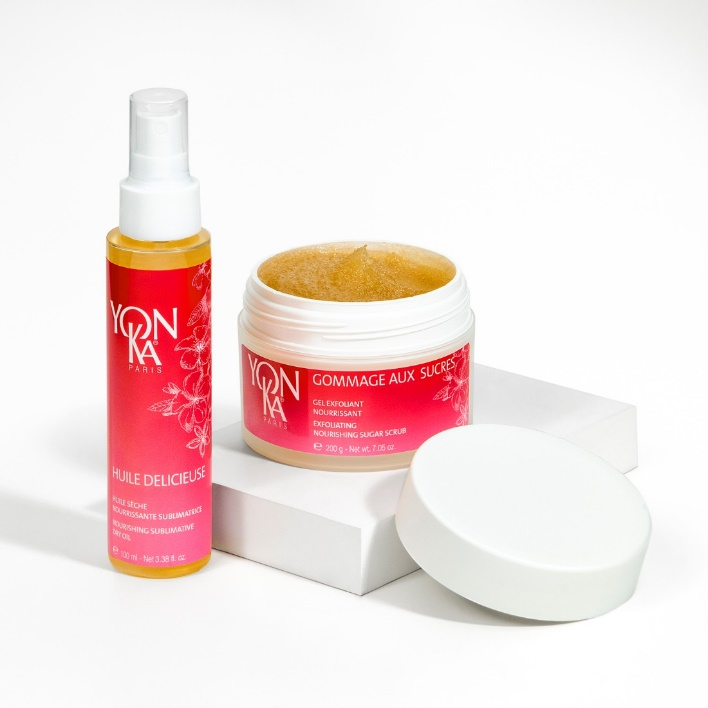 YON
KA®
PARIS
HUILE DELICIEUSE
HUILE SÈCHE
NOURRISSANTE SUBLIMATRICE
NOURISHING SUBLIMATIVE
DRY OIL
℮ 100 ml - Net 3.38 fl. oz.
YON
KA®
PARIS
GOMMAGE AUX SUCRES
GEL EXFOLIANT
NOURRISSANT
EXFOLIATING
NOURISHING SUGAR SCRUB
℮ 200 g - Net wt. 7.05 oz.